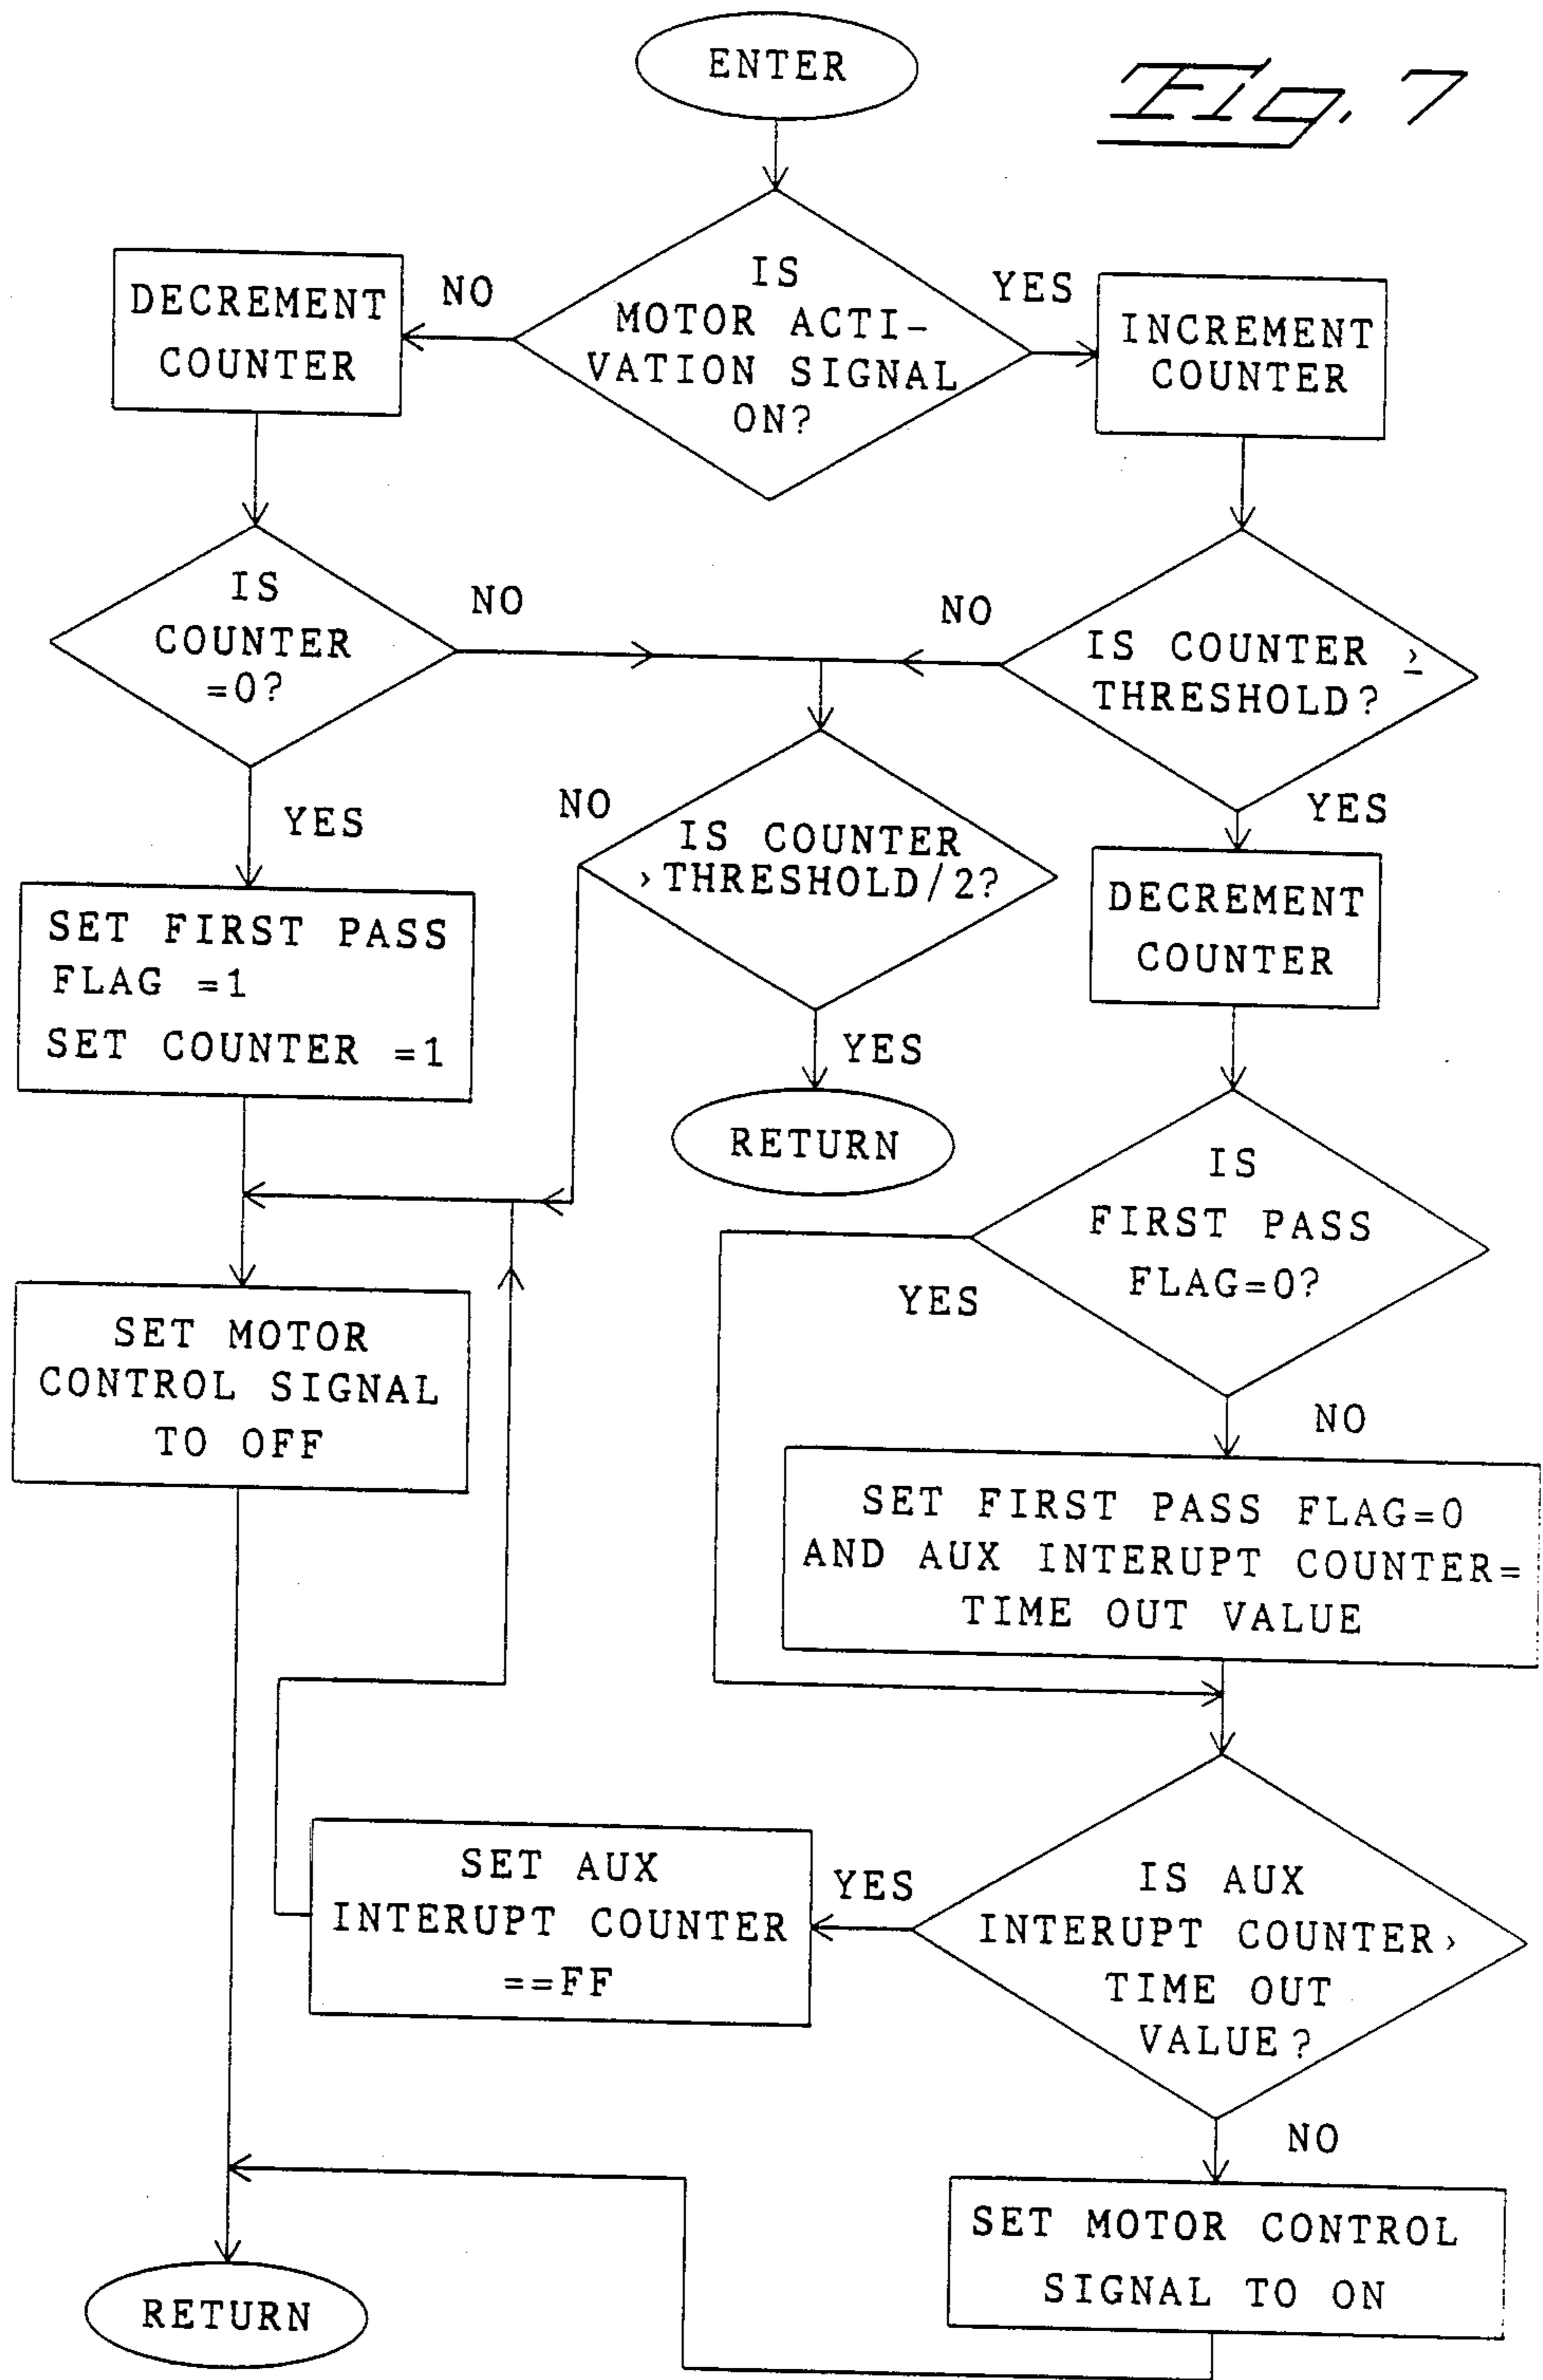 ENTER
Fig. 7
IS
MOTOR ACTI-
VATION SIGNAL
ON?
NO
YES
DECREMENT
COUNTER
INCREMENT
COUNTER
IS
COUNTER
=0?
NO
NO
IS COUNTER ≥
THRESHOLD?
YES
NO
IS COUNTER
>THRESHOLD/2?
YES
DECREMENT
COUNTER
SET FIRST PASS
FLAG =1
SET COUNTER =1
YES
RETURN
IS
FIRST PASS
FLAG=0?
YES
NO
SET MOTOR
CONTROL SIGNAL
TO OFF
SET FIRST PASS FLAG=0
AND AUX INTERUPT COUNTER=
TIME OUT VALUE
SET AUX
INTERUPT COUNTER
==FF
YES
IS AUX
INTERUPT COUNTER>
TIME OUT
VALUE?
NO
SET MOTOR CONTROL
SIGNAL TO ON
RETURN